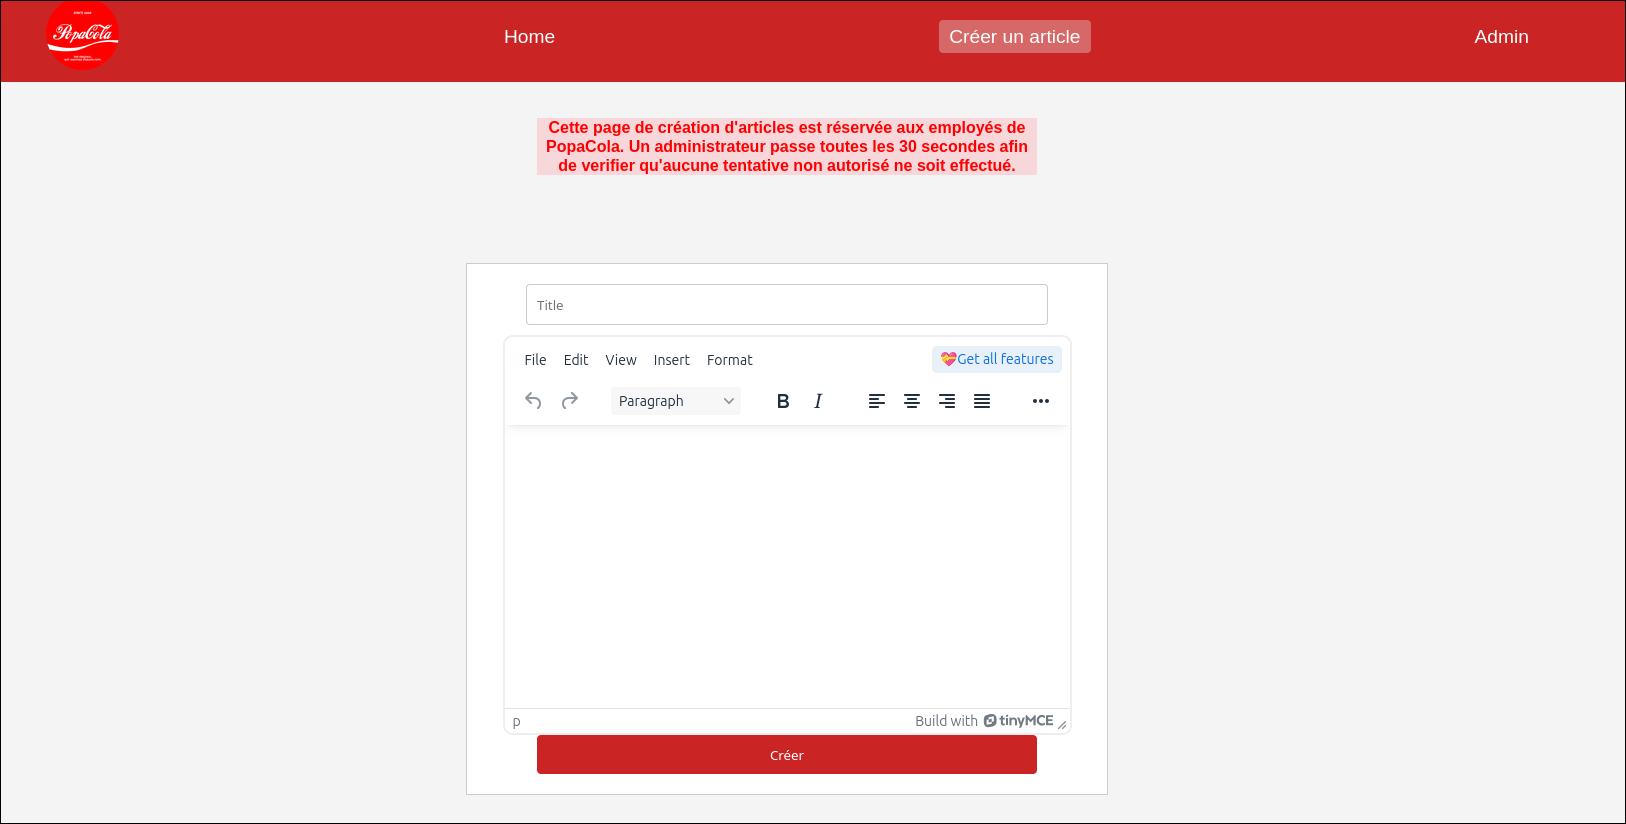 PopaCola
Home
Créer un article
Admin
Cette page de création d'articles est réservée aux employés de
PopaCola. Un administrateur passe toutes les 30 secondes afin
de verifier qu'aucune tentative non autorisé ne soit effectué.
Title
File Edit View Insert Format
💝Get all features
Paragraph
B I
p
Build with tinyMCE
Créer